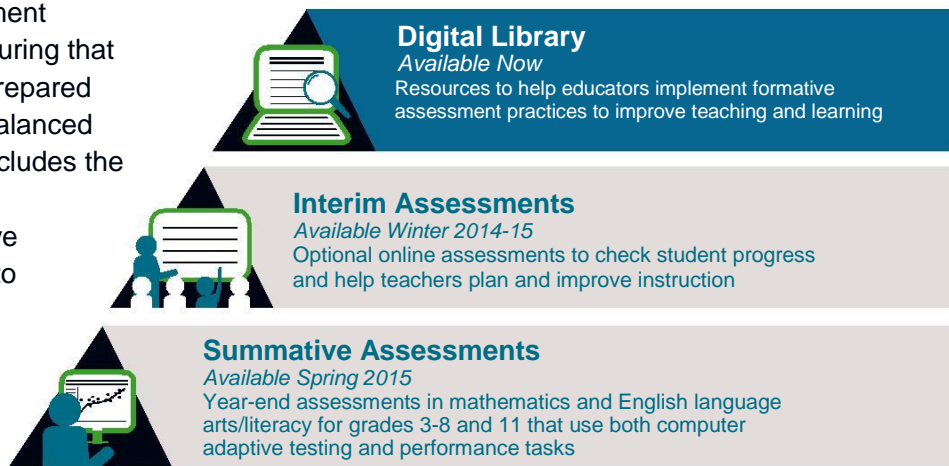 ment
uring that
repared
alanced
cludes the
ve
to
Digital Library
Available Now
Resources to help educators implement formative
assessment practices to improve teaching and learning
Interim Assessments
Available Winter 2014-15
Optional online assessments to check student progress
and help teachers plan and improve instruction
Summative Assessments
Available Spring 2015
Year-end assessments in mathematics and English language
arts/literacy for grades 3-8 and 11 that use both computer
adaptive testing and performance tasks